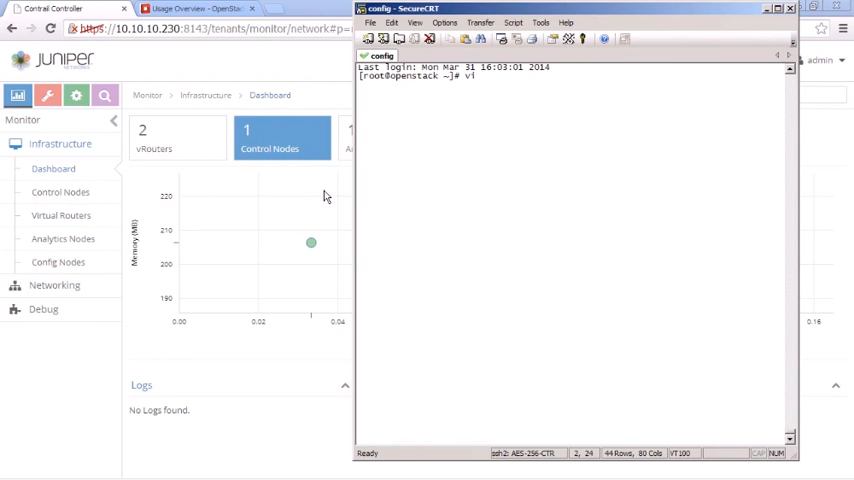 Contrail Controller
Usage Overview - OpenStac
https://10.10.10.230:8143/tenants/monitor/network#p=
JUNIPER
NETWORKS
admin
Monitor
Infrastructure
Dashboard
Control Nodes
Virtual Routers
Analytics Nodes
Config Nodes
Networking
Debug
Monitor > Infrastructure > Dashboard
2
vRouters
1
Control Nodes
1
Memory (MB)
220
210
200
190
0.00
0.02
0.04
0.16
Logs
No Logs found.
config - SecureCRT
File Edit View Options Transfer Script Tools Help
config
Last login: Mon Mar 31 16:03:01 2014
[root@openstack ~]# vi
Ready
ssh2: AES-256-CTR
2, 24
44 Rows, 80 Cols
VT100
CAP
NUM